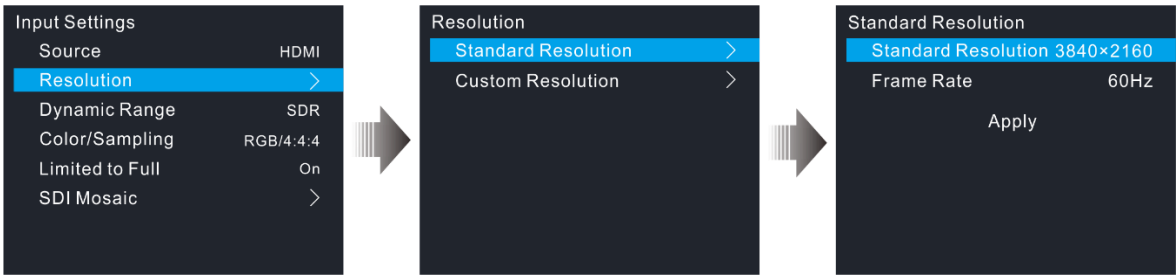 Input Settings
Source HDMI
Resolution >
Dynamic Range SDR
Color/Sampling RGB/4:4:4
Limited to Full On
SDI Mosaic >
Resolution
Standard Resolution >
Custom Resolution >
Standard Resolution
Standard Resolution 3840×2160
Frame Rate 60Hz
Apply